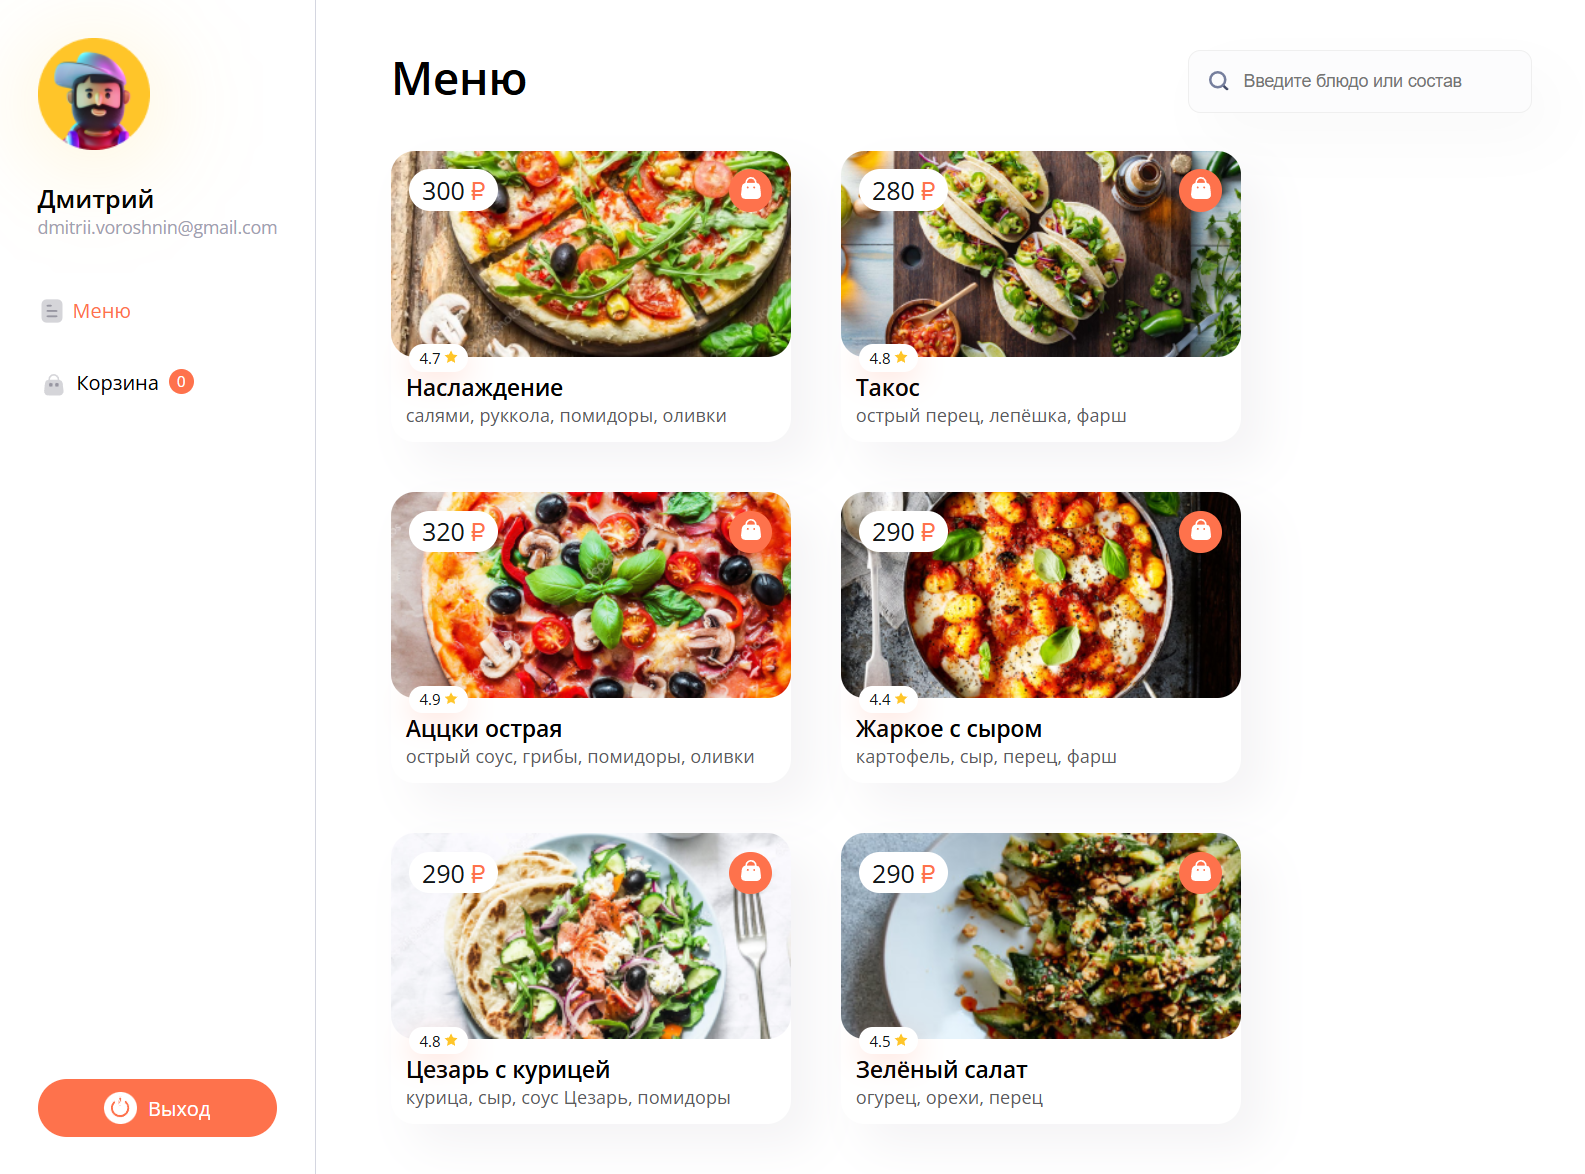 Дмитрий
dmitrii.voroshnin@gmail.com
Меню
Корзина 0
Выход
Меню
Введите блюдо или состав
300 ₽
4.7
Наслаждение
салями, руккола, помидоры, оливки
280 ₽
4.8
Такос
острый перец, лепёшка, фарш
320 ₽
4.9
Аццки острая
острый соус, грибы, помидоры, оливки
290 ₽
4.4
Жаркое с сыром
картофель, сыр, перец, фарш
290 ₽
4.8
Цезарь с курицей
курица, сыр, соус Цезарь, помидоры
290 ₽
4.5
Зелёный салат
огурец, орехи, перец